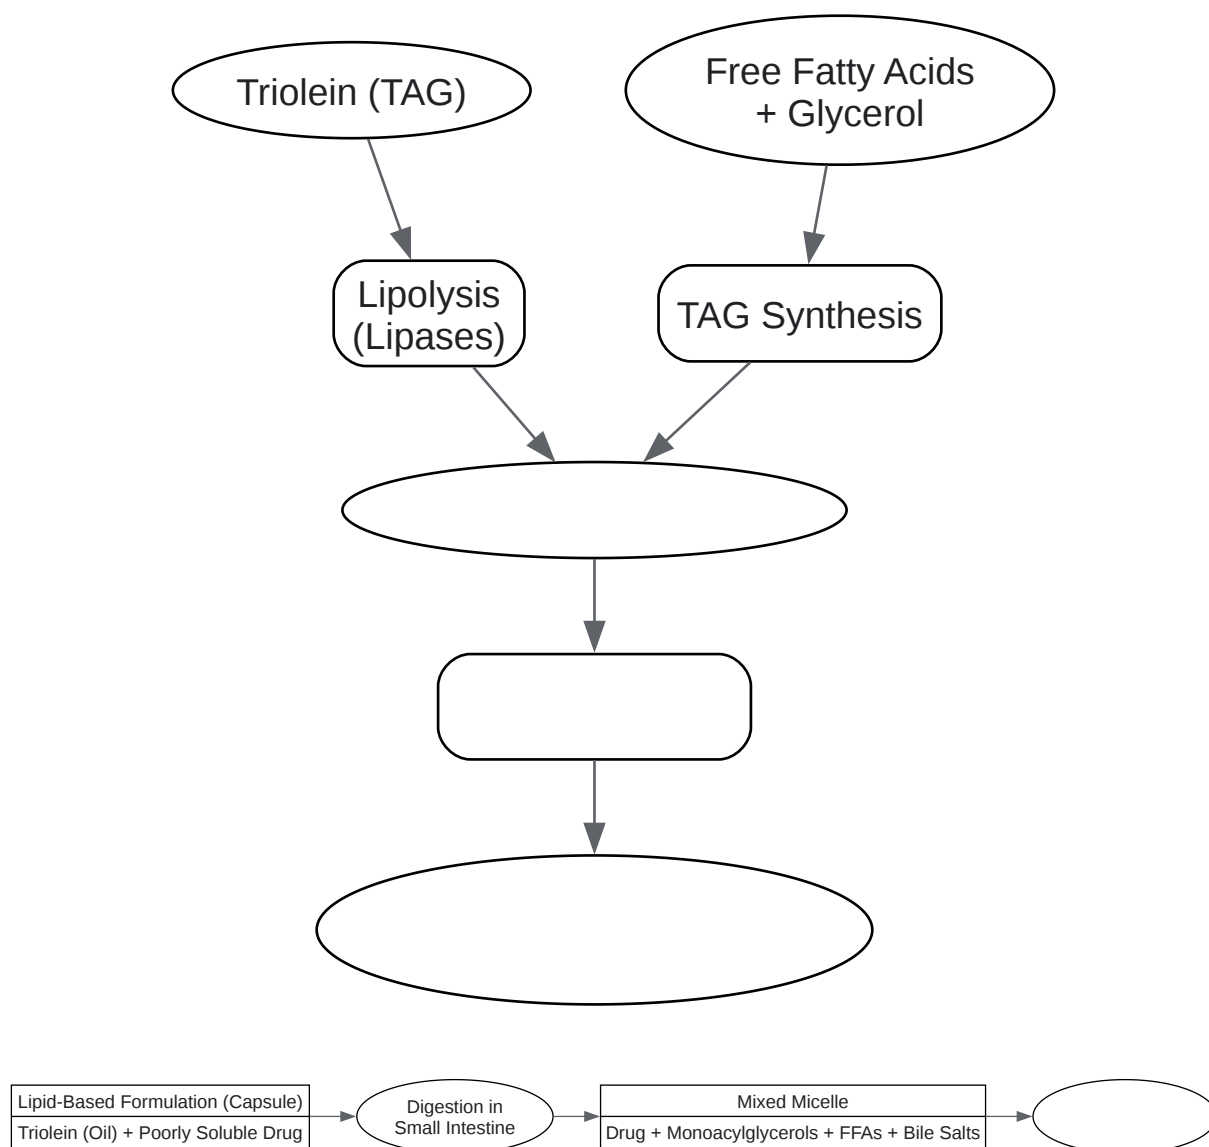 Triolein (TAG)
Free Fatty Acids
+ Glycerol
Lipolysis
(Lipases)
TAG Synthesis
Lipid-Based Formulation (Capsule)
Triolein (Oil) + Poorly Soluble Drug
Digestion in
Small Intestine
Mixed Micelle
Drug + Monoacylglycerols + FFAs + Bile Salts